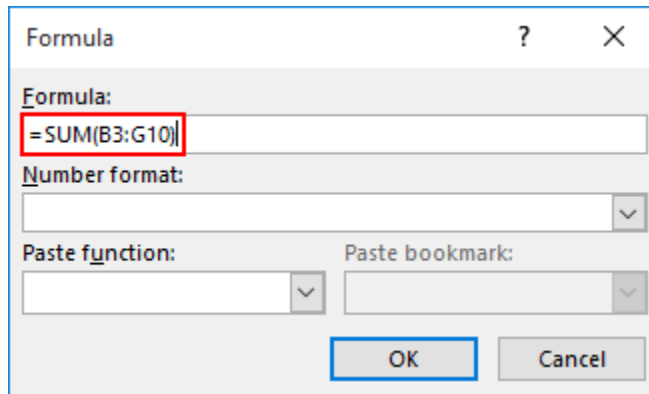 Formula ?
Formula:
=SUM(B3:G10)
Number format:
Paste function: Paste bookmark:
OK Cancel